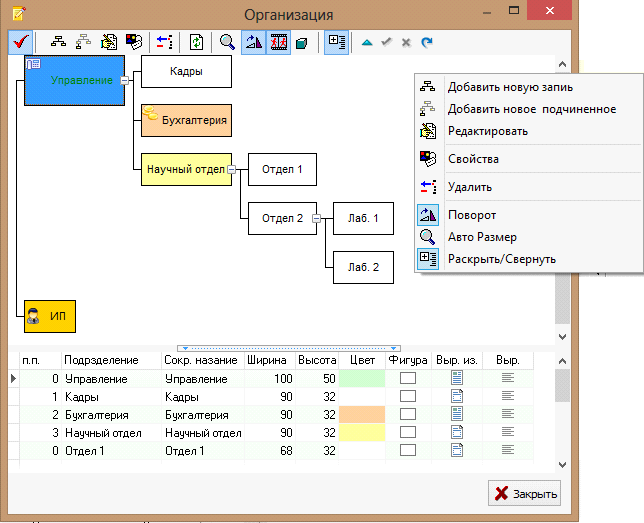 Организация
Управление
Кадры
Бухгалтерия
Научный отдел
Отдел 1
Отдел 2
Лаб. 1
Лаб. 2
ИП
Добавить новую запиь
Добавить новое подчиненное
Редактировать
Свойства
Удалить
Поворот
Авто Размер
Раскрыть/Свернуть
п.п. Подрзделение Сокр. назание Ширина Высота Цвет Фигура Выр. из. Выр.
0 Управление Управление 100 50
1 Кадры Кадры 90 32
2 Бухгалтерия Бухгалтерия 90 32
3 Научный отдел Научный отдел 90 32
0 Отдел 1 Отдел 1 68 32
Закрыть